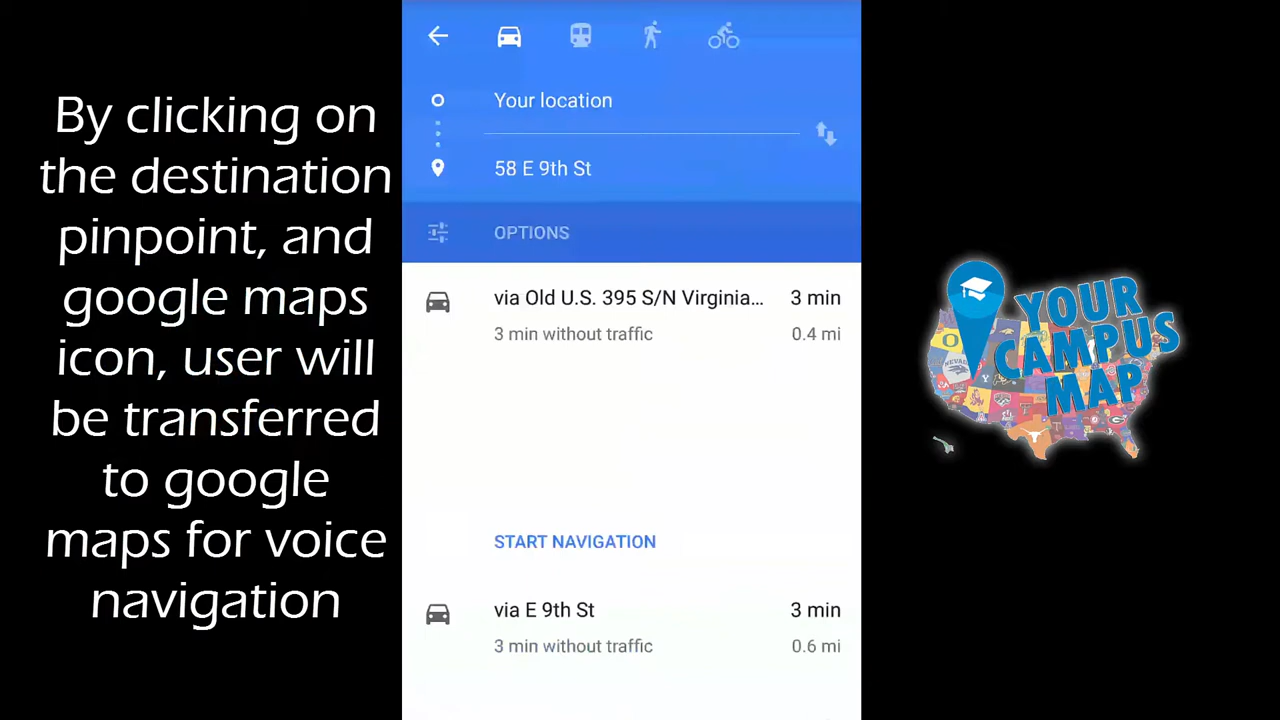 By clicking on
the destination
pinpoint, and
google maps
icon, user will
be transferred
to google
maps for voice
navigation
Your location
58 E 9th St
OPTIONS
via Old U.S. 395 S/N Virginia... 3 min
3 min without traffic 0.4 mi
START NAVIGATION
via E 9th St 3 min
3 min without traffic 0.6 mi
YOUR
CAMPUS
MAP